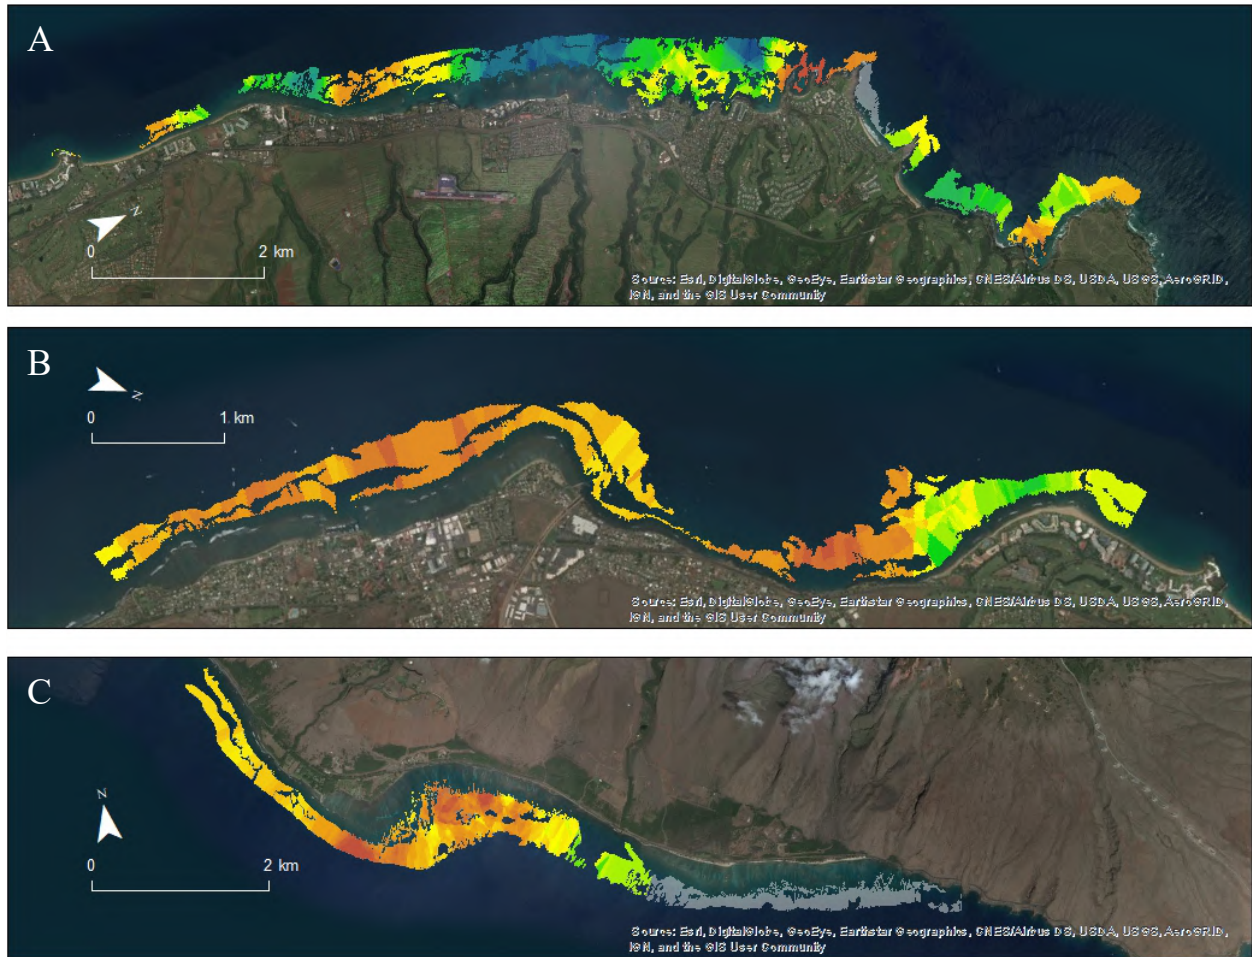 A
N
0
2 km
Source: Esri, DigitalGlobe, GeoEye, Earthstar Geographics, CNES/Airbus DS, USDA, USGS, AeroGRID,
IGN, and the GIS User Community
B
N
0
1 km
Source: Esri, DigitalGlobe, GeoEye, Earthstar Geographics, CNES/Airbus DS, USDA, USGS, AeroGRID,
IGN, and the GIS User Community
C
N
0
2 km
Source: Esri, DigitalGlobe, GeoEye, Earthstar Geographics, CNES/Airbus DS, USDA, USGS, AeroGRID,
IGN, and the GIS User Community